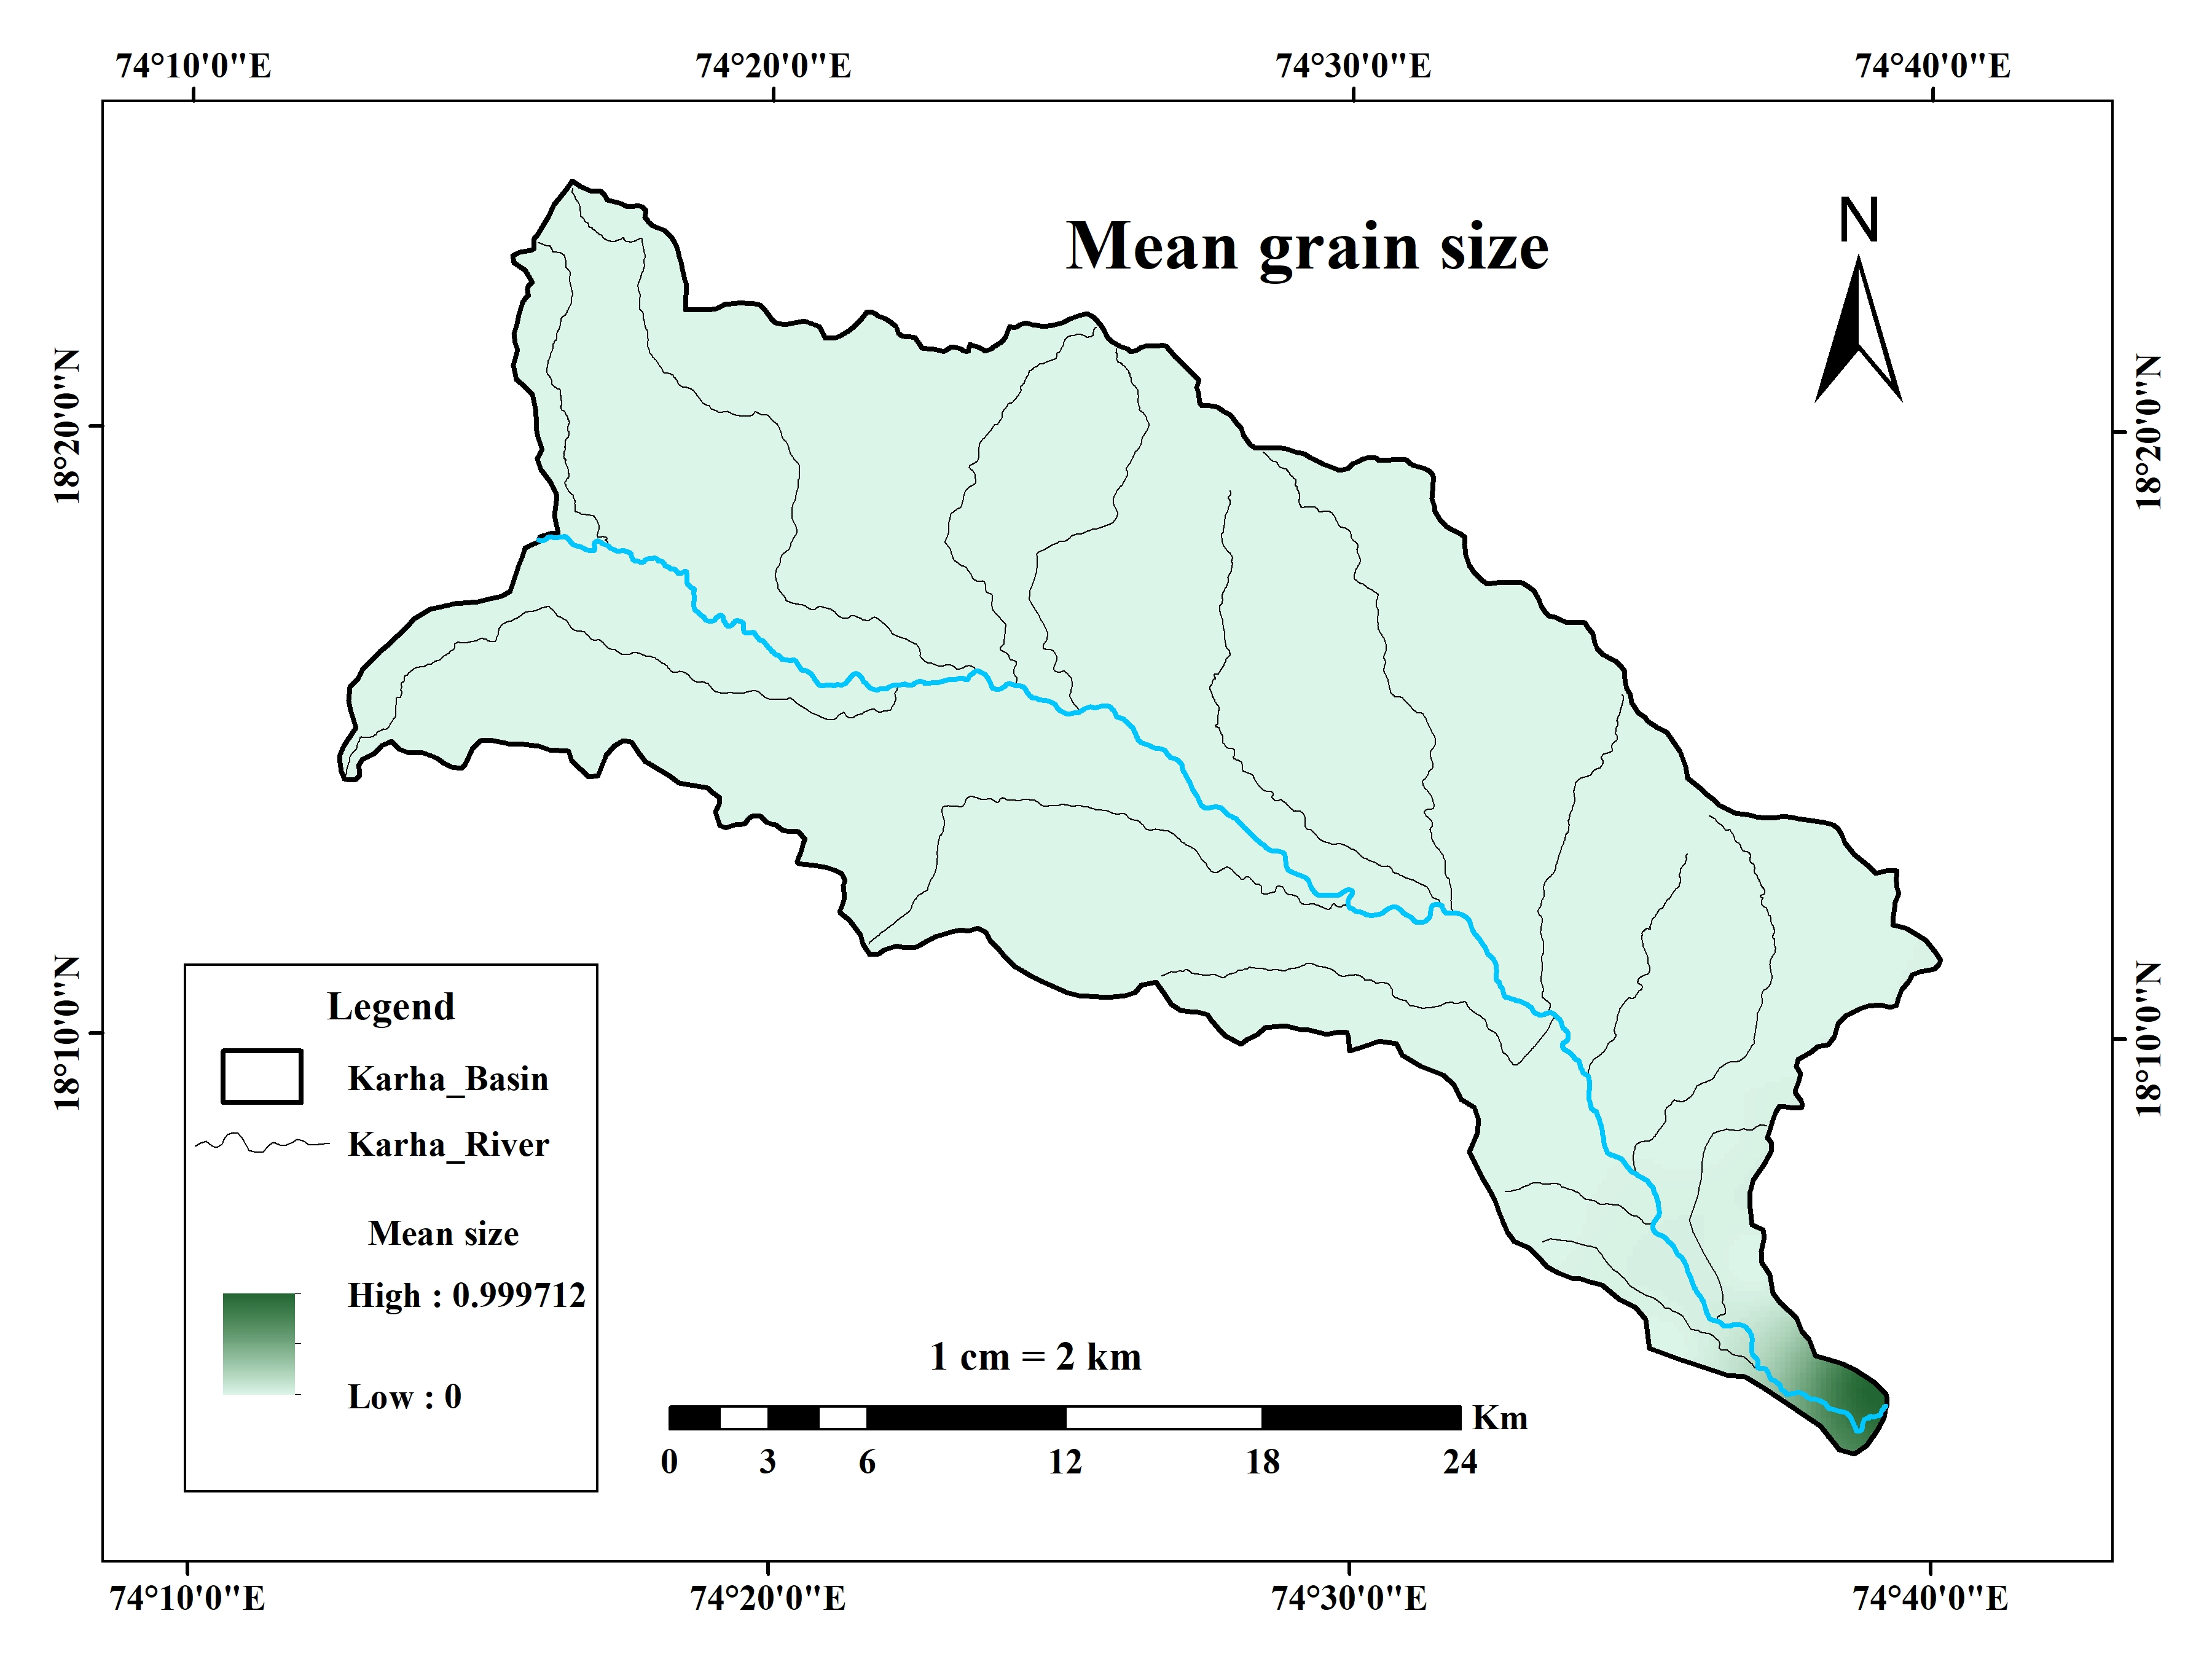 74°10'0"E 74°20'0"E 74°30'0"E 74°40'0"E
Mean grain size
N
18°20'0"N 18°20'0"N
18°10'0"N 18°10'0"N
Legend
Karha_Basin
Karha_River
Mean size
High : 0.999712
Low : 0
1 cm = 2 km
Km
0 3 6 12 18 24
74°10'0"E 74°20'0"E 74°30'0"E 74°40'0"E